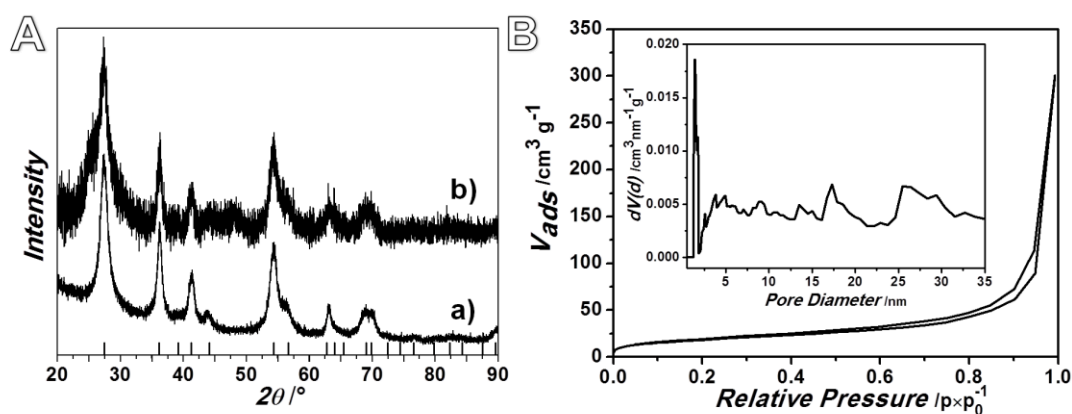 A
Intensity
b)
a)
20 30 40 50 60 70 80 90
2θ /°
B
V_ads /cm³ g⁻¹
350
300
250
200
150
100
50
0
0.0 0.2 0.4 0.6 0.8 1.0
Relative Pressure /p×p₀⁻¹
dV(d) /cm³nm⁻¹g⁻¹
0.020
0.015
0.010
0.005
0.000
5 10 15 20 25 30 35
Pore Diameter /nm